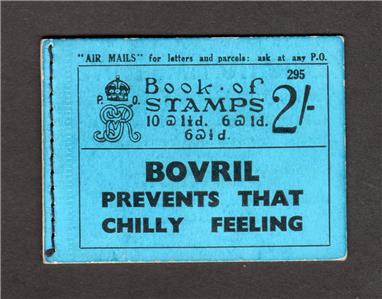 "AIR MAILS" for letters and parcels: ask at any P.O.
295
Book of
STAMPS 2/-
P. O.
10 @ 1½d. 6 @ 1d.
6 @ ½d.
BOVRIL
PREVENTS THAT
CHILLY FEELING